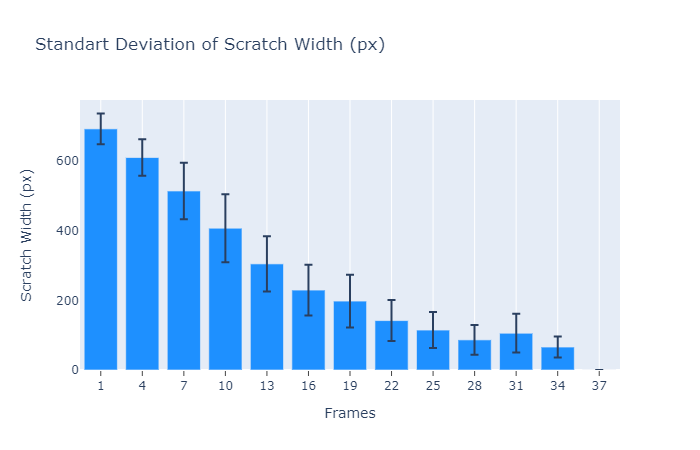 Standart Deviation of Scratch Width (px)
Scratch Width (px)
600
400
200
0
1 4 7 10 13 16 19 22 25 28 31 34 37
Frames